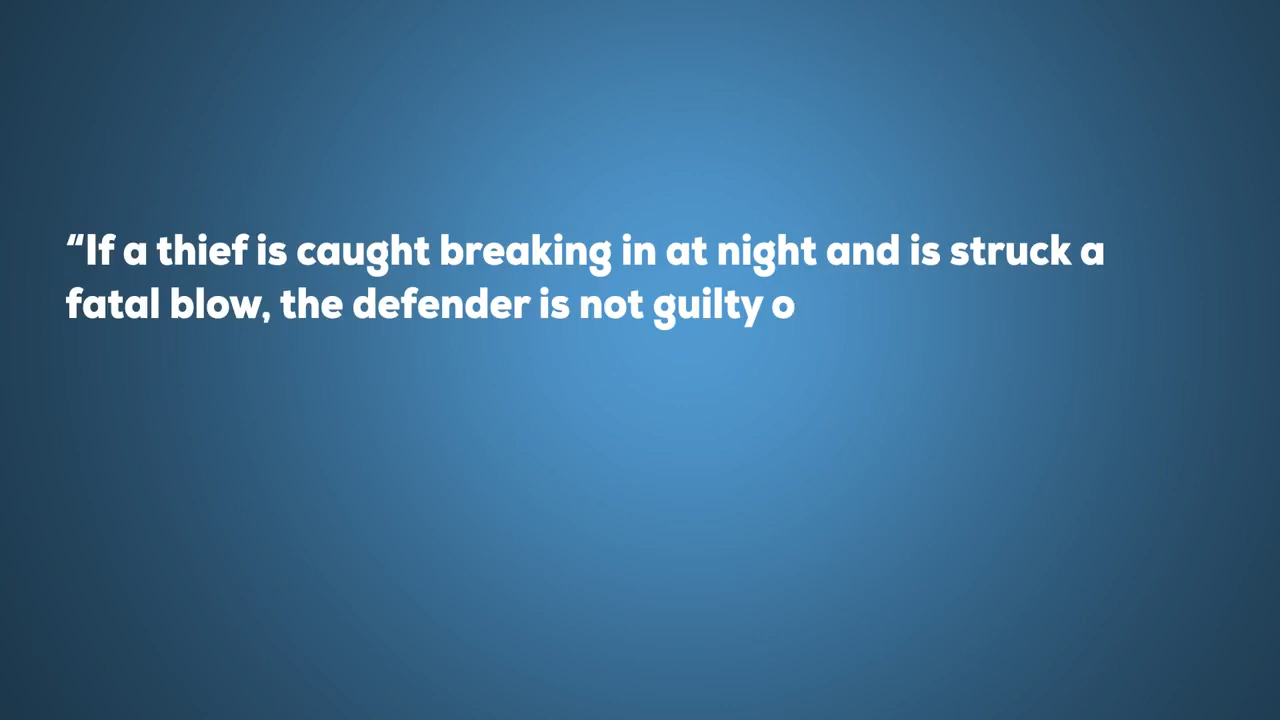 “If a thief is caught breaking in at night and is struck a
fatal blow, the defender is not guilty o